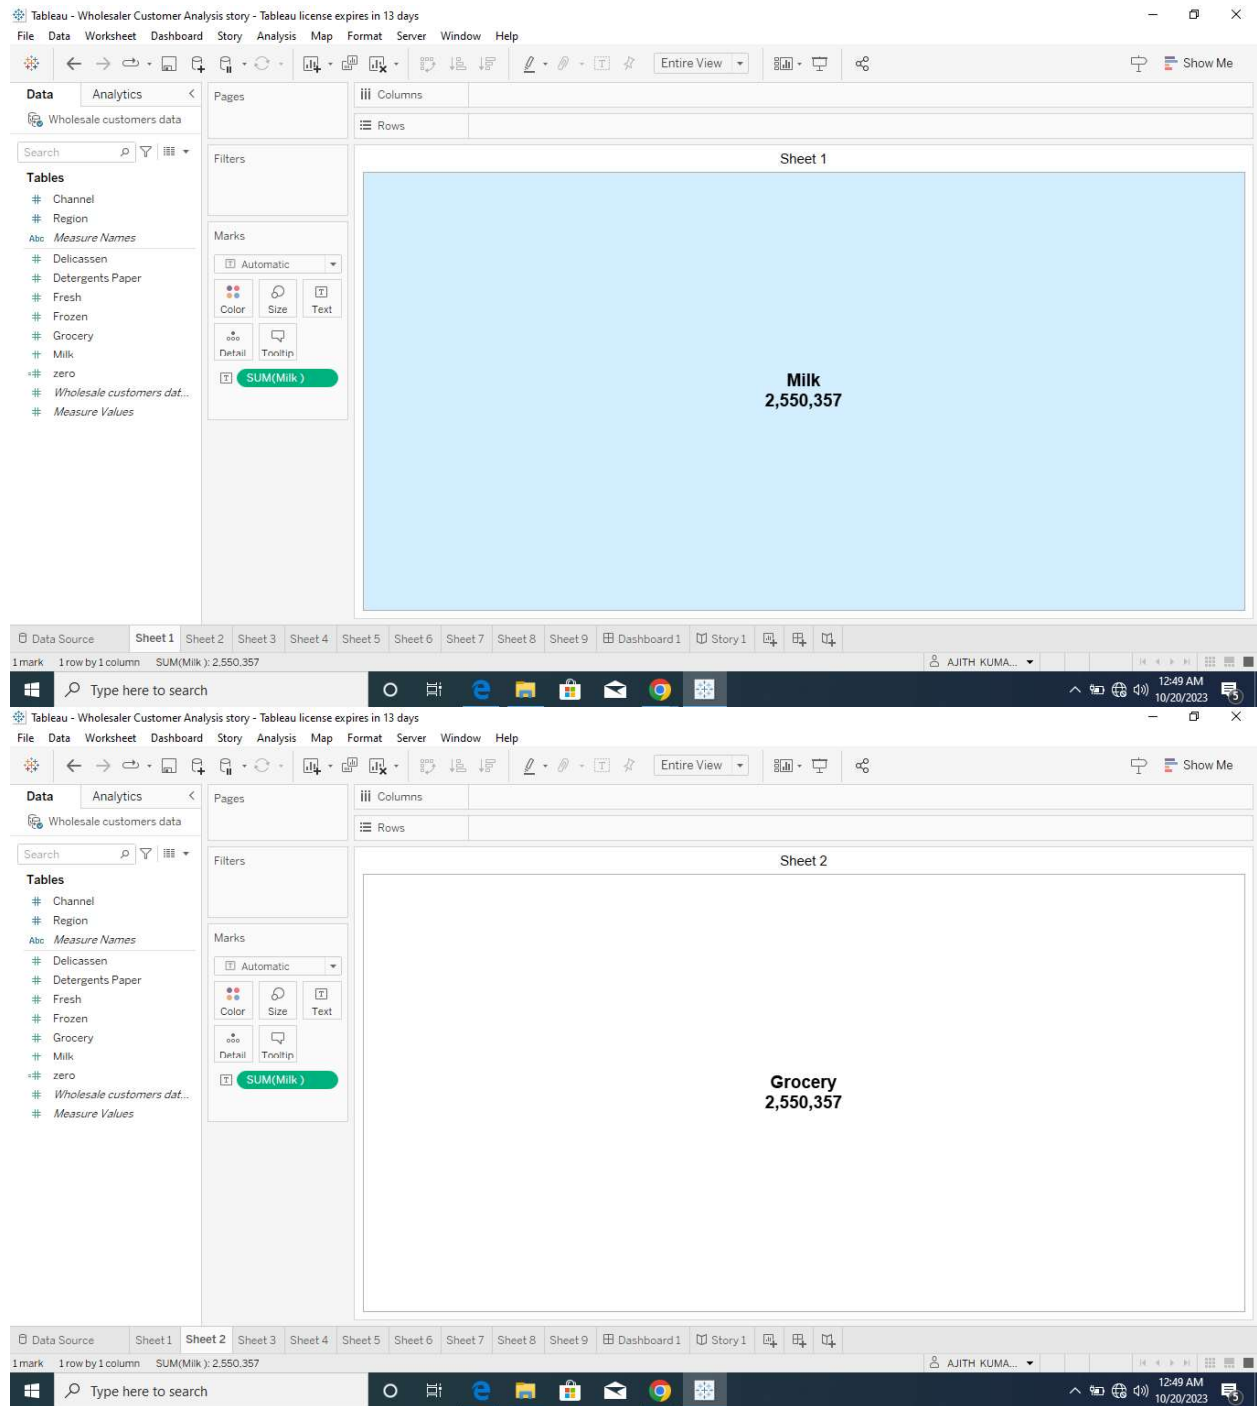 Tableau - Wholesaler Customer Analysis story - Tableau license expires in 13 days
File Data Worksheet Dashboard Story Analysis Map Format Server Window Help
Entire View
Show Me
Data Analytics
Pages
Columns
Wholesale customers data
Rows
Search
Filters
Sheet 1
Tables
Channel
Region
Abc Measure Names
Marks
Delicassen
Automatic
Detergents Paper
Fresh
Color Size Text
Frozen
Grocery
Milk
Detail Tooltip
zero
SUM(Milk )
Milk
2,550,357
Wholesale customers dat...
Measure Values
Data Source Sheet 1 Sheet 2 Sheet 3 Sheet 4 Sheet 5 Sheet 6 Sheet 7 Sheet 8 Sheet 9 Dashboard 1 Story 1
1 mark 1 row by 1 column SUM(Milk ): 2,550,357
AJITH KUMA...
Type here to search
12:49 AM
10/20/2023
5
Tableau - Wholesaler Customer Analysis story - Tableau license expires in 13 days
File Data Worksheet Dashboard Story Analysis Map Format Server Window Help
Entire View
Show Me
Data Analytics
Pages
Columns
Wholesale customers data
Rows
Search
Filters
Sheet 2
Tables
Channel
Region
Abc Measure Names
Marks
Delicassen
Automatic
Detergents Paper
Fresh
Color Size Text
Frozen
Grocery
Milk
Detail Tooltip
zero
SUM(Milk )
Grocery
2,550,357
Wholesale customers dat...
Measure Values
Data Source Sheet 1 Sheet 2 Sheet 3 Sheet 4 Sheet 5 Sheet 6 Sheet 7 Sheet 8 Sheet 9 Dashboard 1 Story 1
1 mark 1 row by 1 column SUM(Milk ): 2,550,357
AJITH KUMA...
Type here to search
12:49 AM
10/20/2023
5